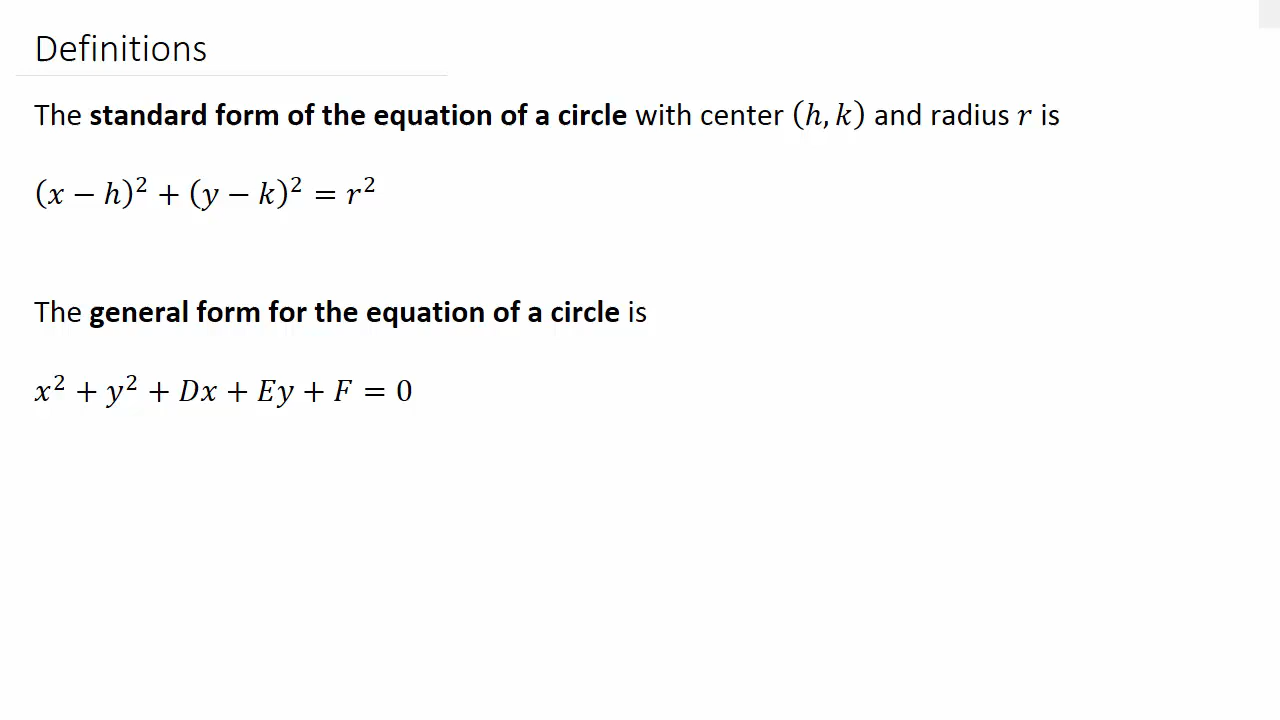 Definitions
The standard form of the equation of a circle with center (h, k) and radius r is
(x − h)² + (y − k)² = r²
The general form for the equation of a circle is
x² + y² + Dx + Ey + F = 0